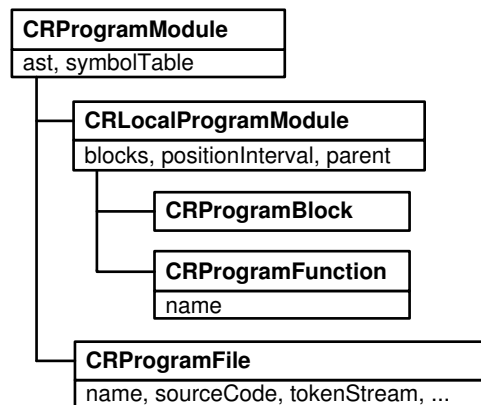 CRProgramModule
ast, symbolTable
CRLocalProgramModule
blocks, positionInterval, parent
CRProgramBlock
CRProgramFunction
name
CRProgramFile
name, sourceCode, tokenStream, ...